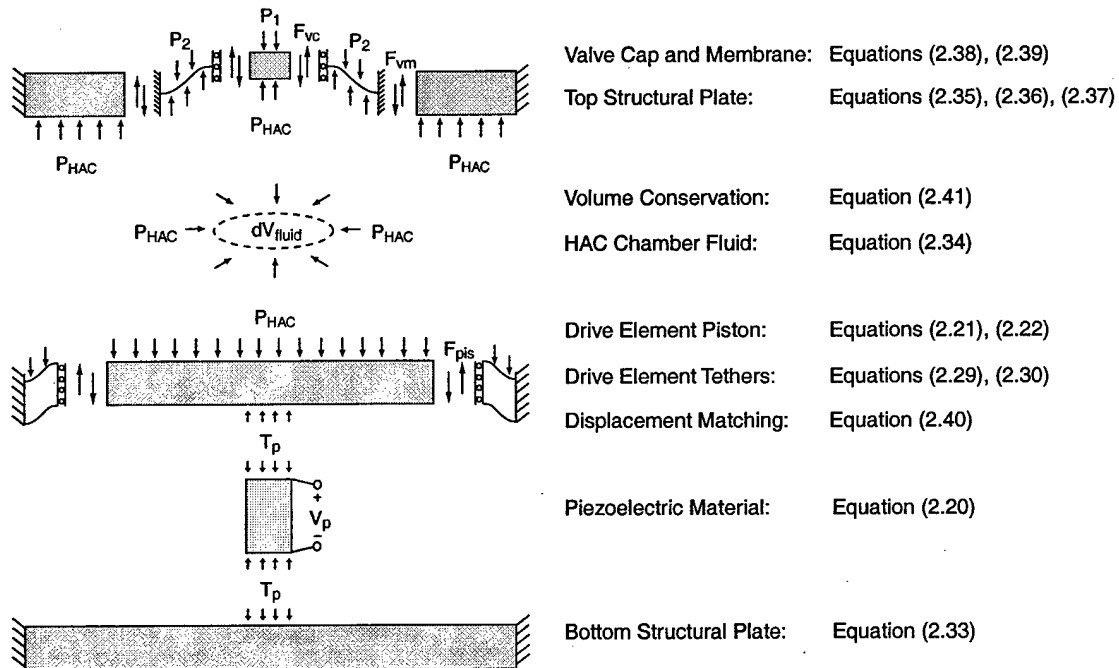 P1
P2 Fvc P2
Fvm
Valve Cap and Membrane: Equations (2.38), (2.39)
Top Structural Plate: Equations (2.35), (2.36), (2.37)
PHAC
PHAC PHAC
Volume Conservation: Equation (2.41)
PHAC dVfluid PHAC
HAC Chamber Fluid: Equation (2.34)
PHAC
Drive Element Piston: Equations (2.21), (2.22)
Fpis
Drive Element Tethers: Equations (2.29), (2.30)
Displacement Matching: Equation (2.40)
Tp
+
Vp
−
Piezoelectric Material: Equation (2.20)
Tp
Bottom Structural Plate: Equation (2.33)